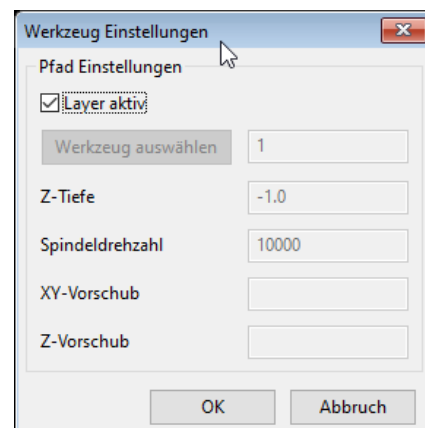 Werkzeug Einstellungen
Pfad Einstellungen
Layer aktiv
Werkzeug auswählen 1
Z-Tiefe -1.0
Spindeldrehzahl 10000
XY-Vorschub
Z-Vorschub
OK Abbruch